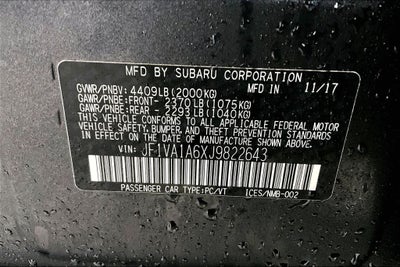 MFD BY SUBARU CORPORATION
GVWR/PNBV: 4409LB(2000KG) 11/17
GAWR/PNBE:FRONT- 2370LB(1075KG)
GAWR/PNBE:REAR - 2293LB(1040KG)
THIS VEHICLE CONFORMS TO ALL APPLICABLE FEDERAL MOTOR
VEHICLE SAFETY, BUMPER, AND THEFT PREVENTION STANDARDS
IN EFFECT ON THE DATE OF MANUFACTURE SHOWN ABOVE.
VIN: JF1VA1A6XJ9822643
PASSENGER CAR TYPE:PC/VT ICES/NMB-002